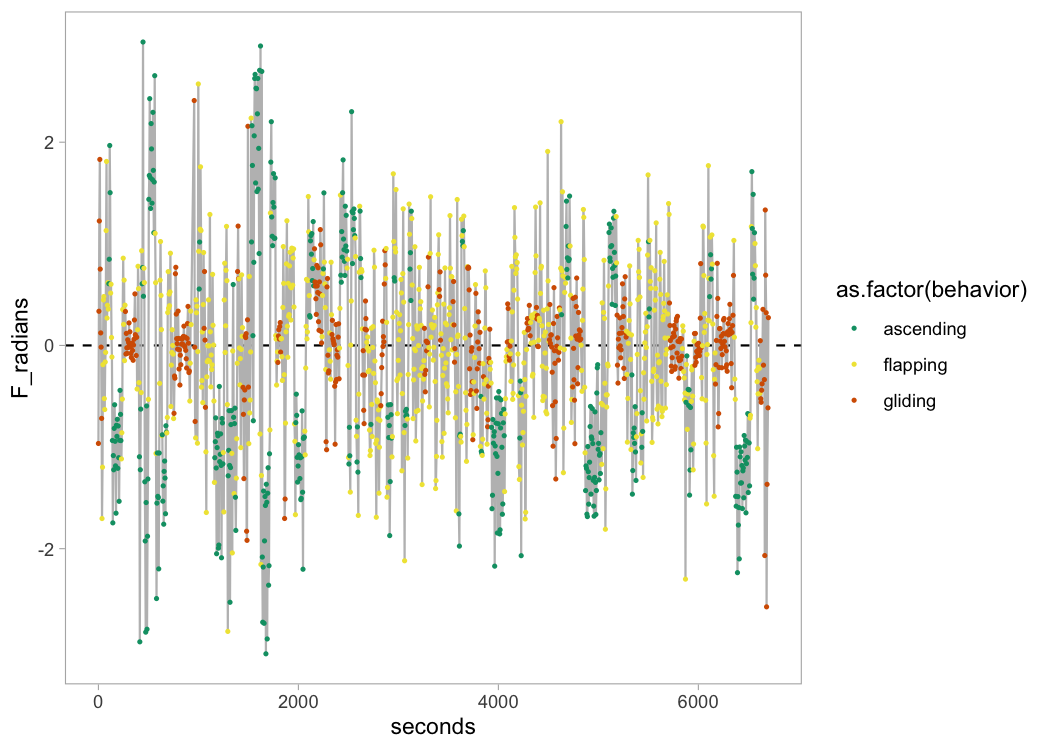 F_radians
2
0
-2
0
2000
4000
6000
seconds
as.factor(behavior)
ascending
flapping
gliding